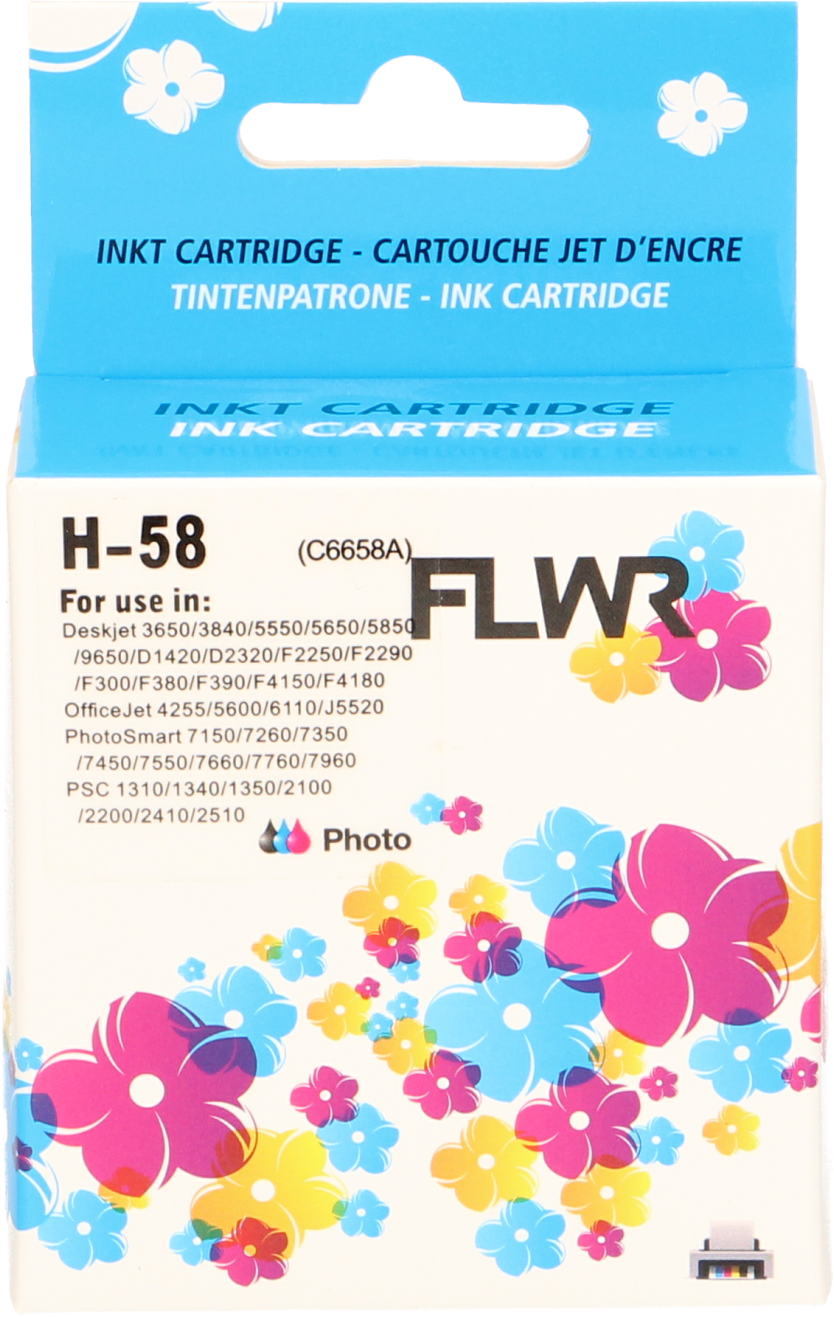 INKT CARTRIDGE - CARTOUCHE JET D'ENCRE
TINTENPATRONE - INK CARTRIDGE
INKT CARTRIDGE
INK CARTRIDGE
H-58 (C6658A)
FLWR
For use in:
Deskjet 3650/3840/5550/5650/5850
/9650/D1420/D2320/F2250/F2290
/F300/F380/F390/F4150/F4180
OfficeJet 4255/5600/6110/J5520
PhotoSmart 7150/7260/7350
/7450/7550/7660/7760/7960
PSC 1310/1340/1350/2100
/2200/2410/2510
Photo